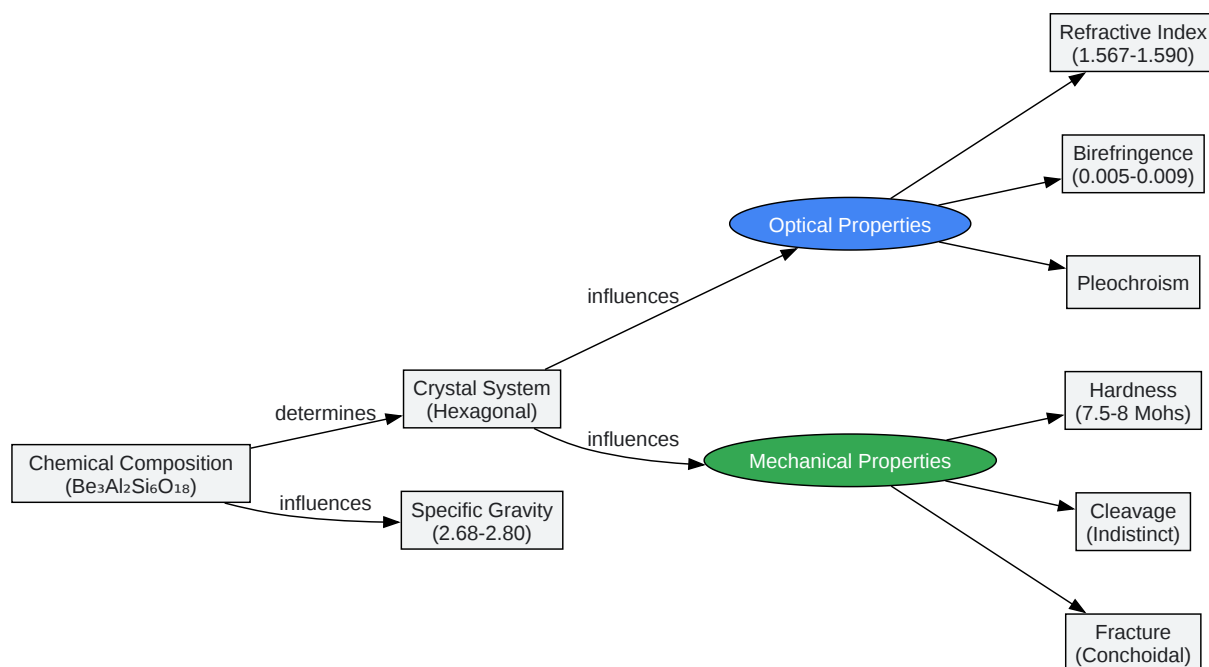 Refractive Index
(1.567-1.590)
Birefringence
(0.005-0.009)
Optical Properties
Pleochroism
influences
Crystal System
(Hexagonal)
Hardness
(7.5-8 Mohs)
determines
influences
Mechanical Properties
Chemical Composition
(Be₃Al₂Si₆O₁₈)
influences
Specific Gravity
(2.68-2.80)
Cleavage
(Indistinct)
Fracture
(Conchoidal)